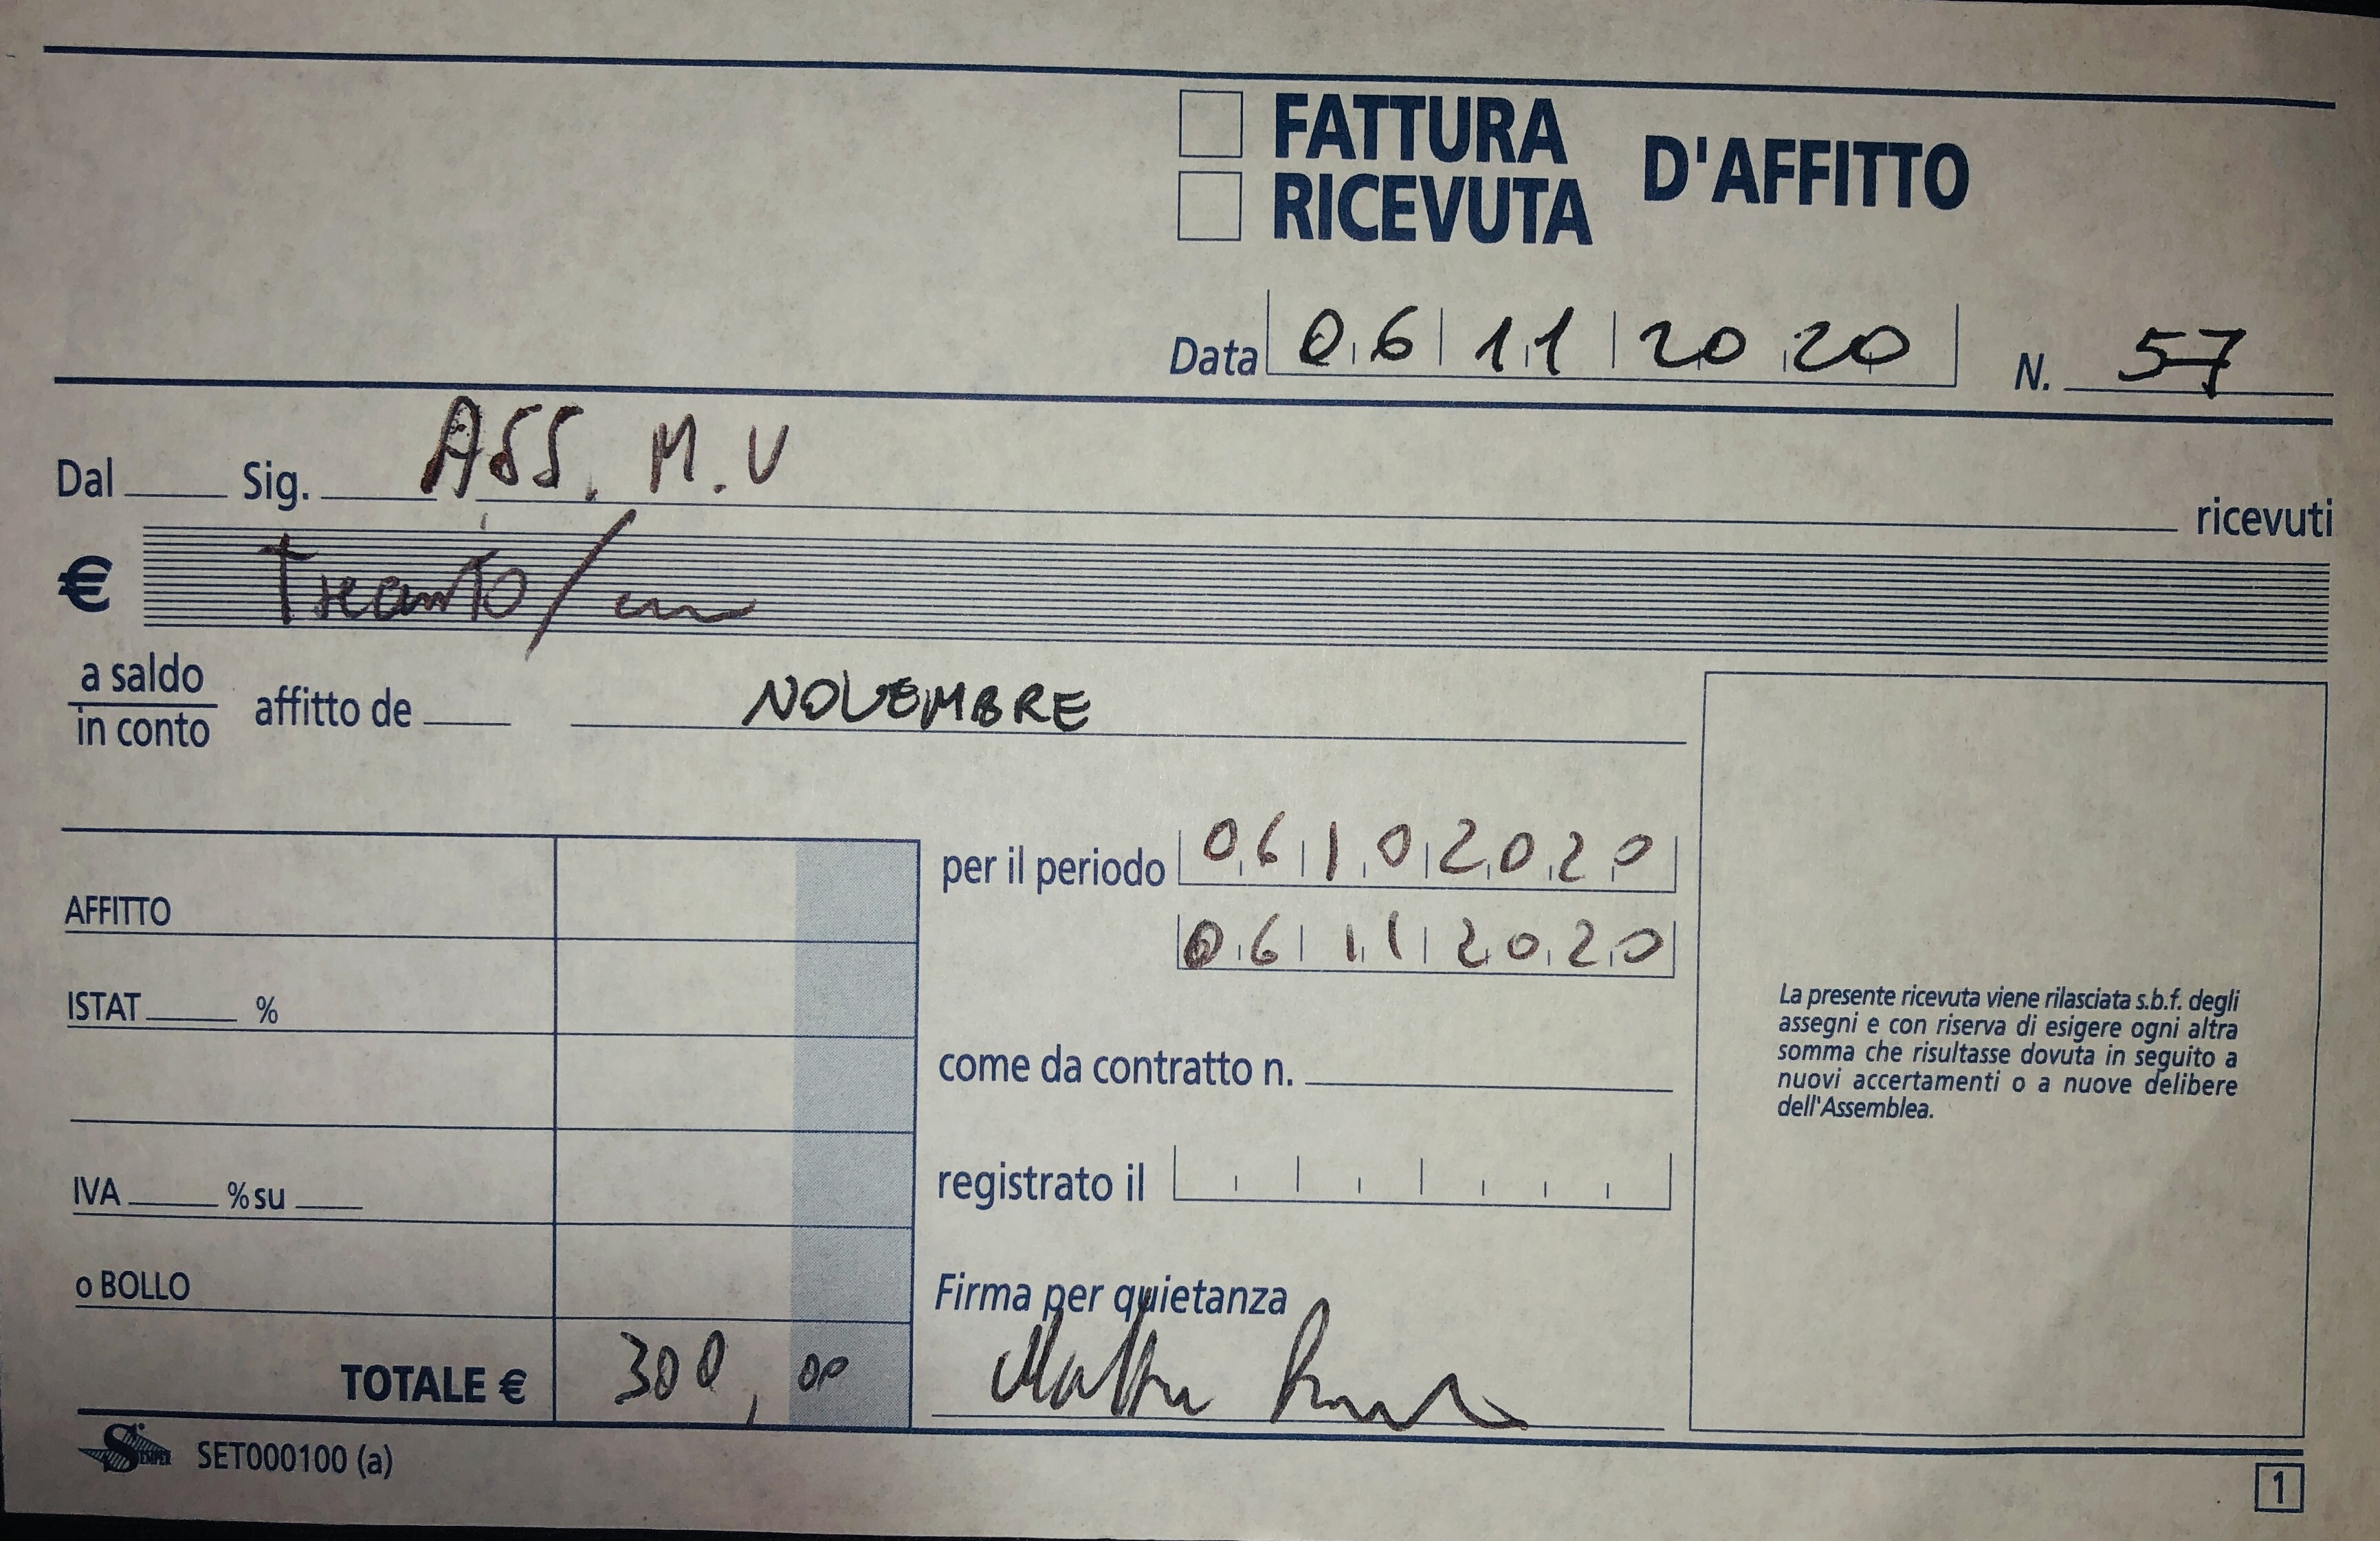 FATTURA
RICEVUTA
D'AFFITTO
Data 06 11 2020 N. 57
Dal Sig. ASS. M.V ricevuti
€ Trecento/
a saldo
in conto
affitto de NOVEMBRE
per il periodo 06 10 2020
06 11 2020
AFFITTO
ISTAT %
come da contratto n.
IVA % su
registrato il
o BOLLO
Firma per quietanza
TOTALE € 300,00
La presente ricevuta viene rilasciata s.b.f. degli
assegni e con riserva di esigere ogni altra
somma che risultasse dovuta in seguito a
nuovi accertamenti o a nuove delibere
dell'Assemblea.
SEMPER SET000100 (a)
1